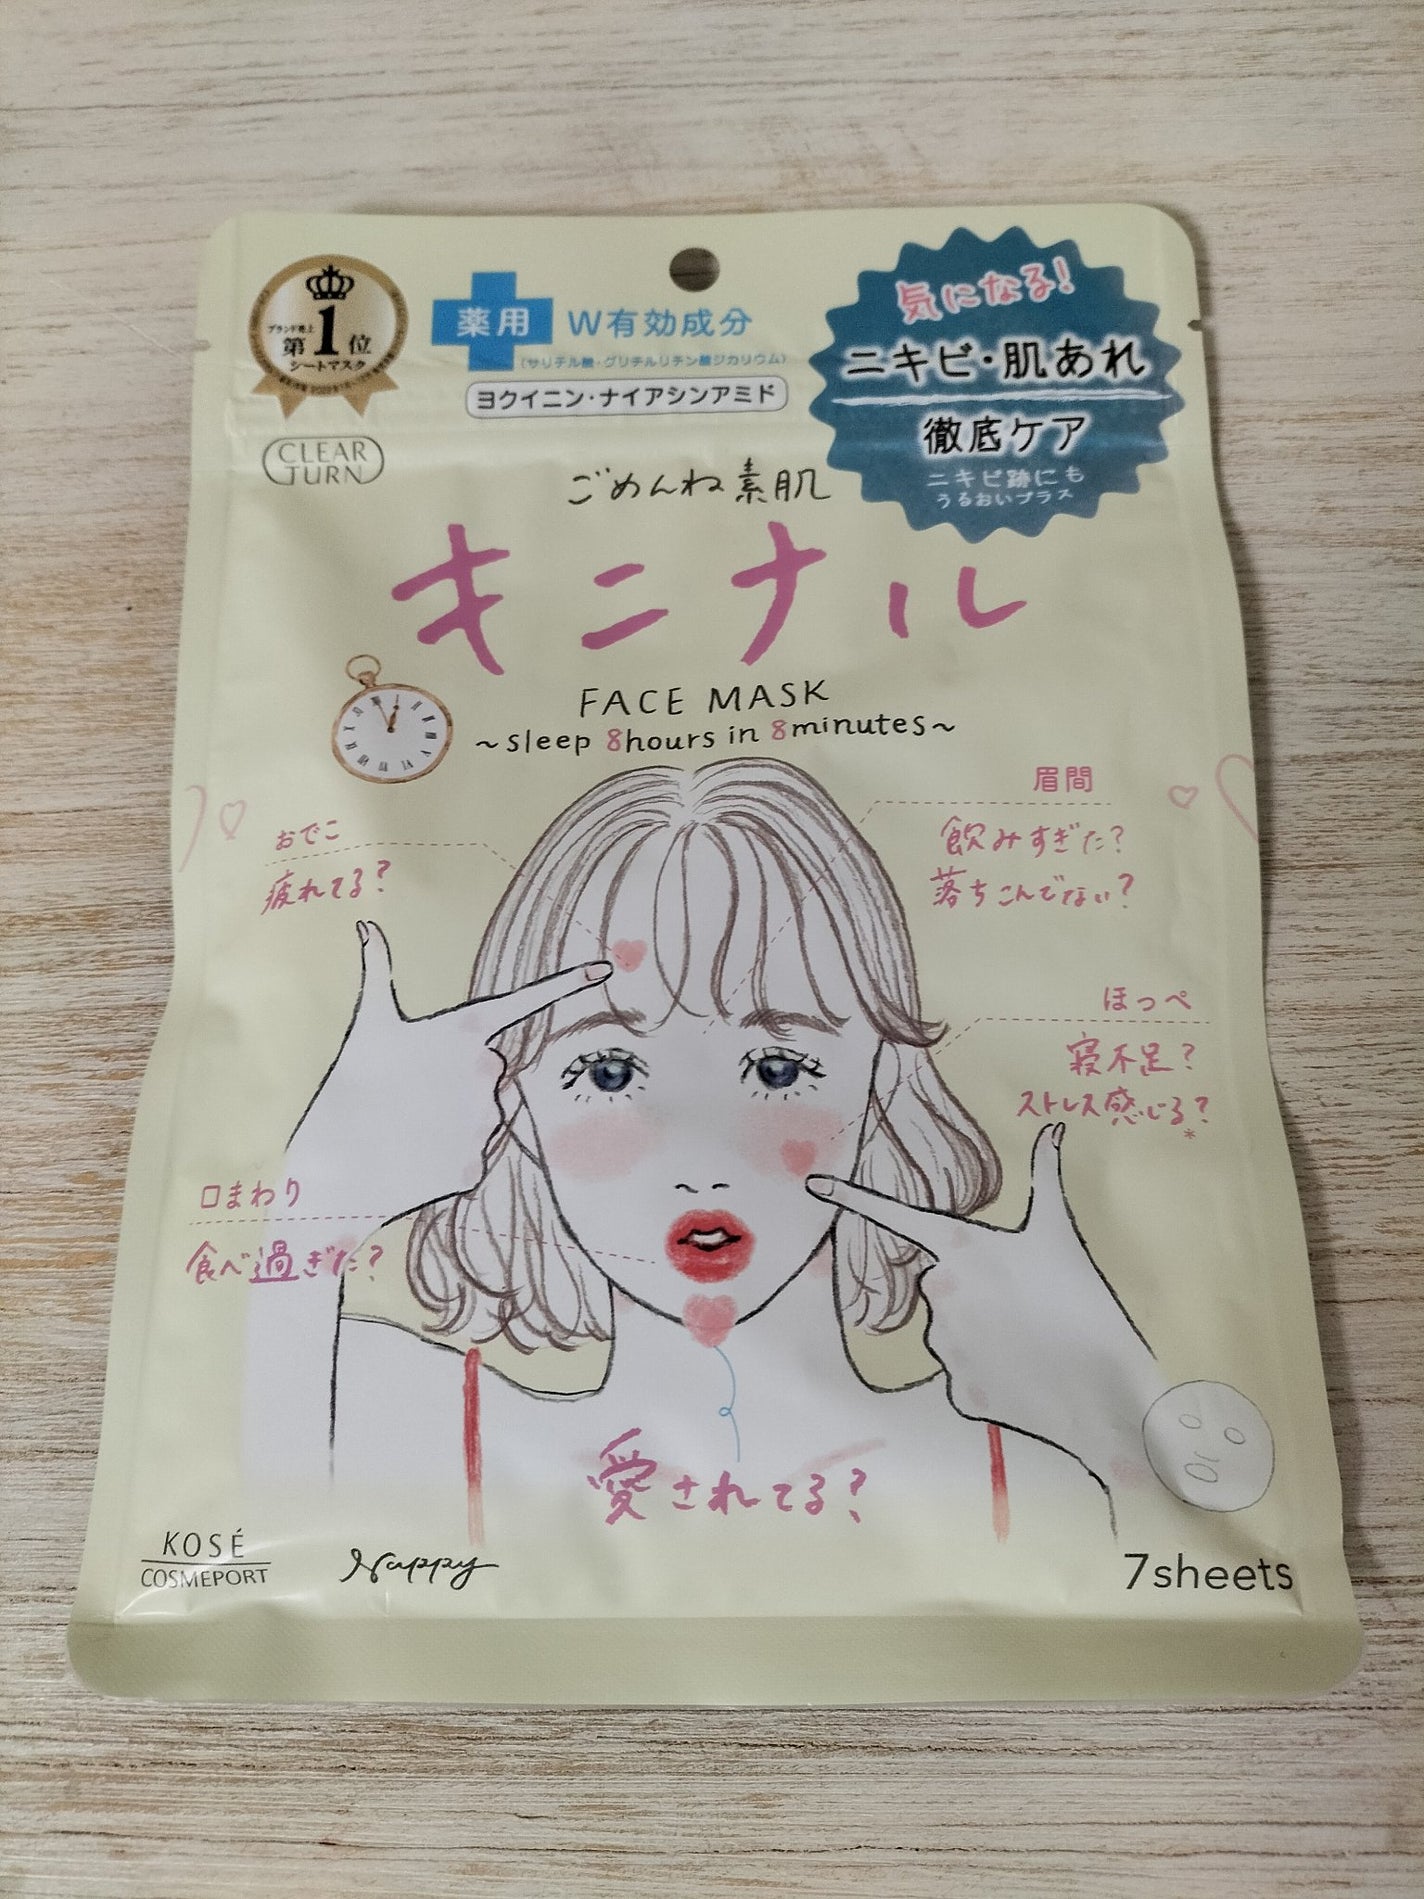 ブランド売上
第1位
シートマスク
薬用
W有効成分
(サリチル酸・グリチルリチン酸ジカリウム)
ヨクイニン・ナイアシンアミド
気になる!
ニキビ・肌あれ
徹底ケア
ニキビ跡にも
うるおいプラス
CLEAR
TURN
ごめんね素肌
キニナル
FACE MASK
~sleep 8hours in 8minutes~
おでこ
疲れてる?
眉間
飲みすぎた?
落ちこんでない?
ほっぺ
寝不足?
ストレス感じる?
*
口まわり
食べ過ぎた?
愛されてる?
KOSÉ
COSMEPORT
Nappy
7sheets